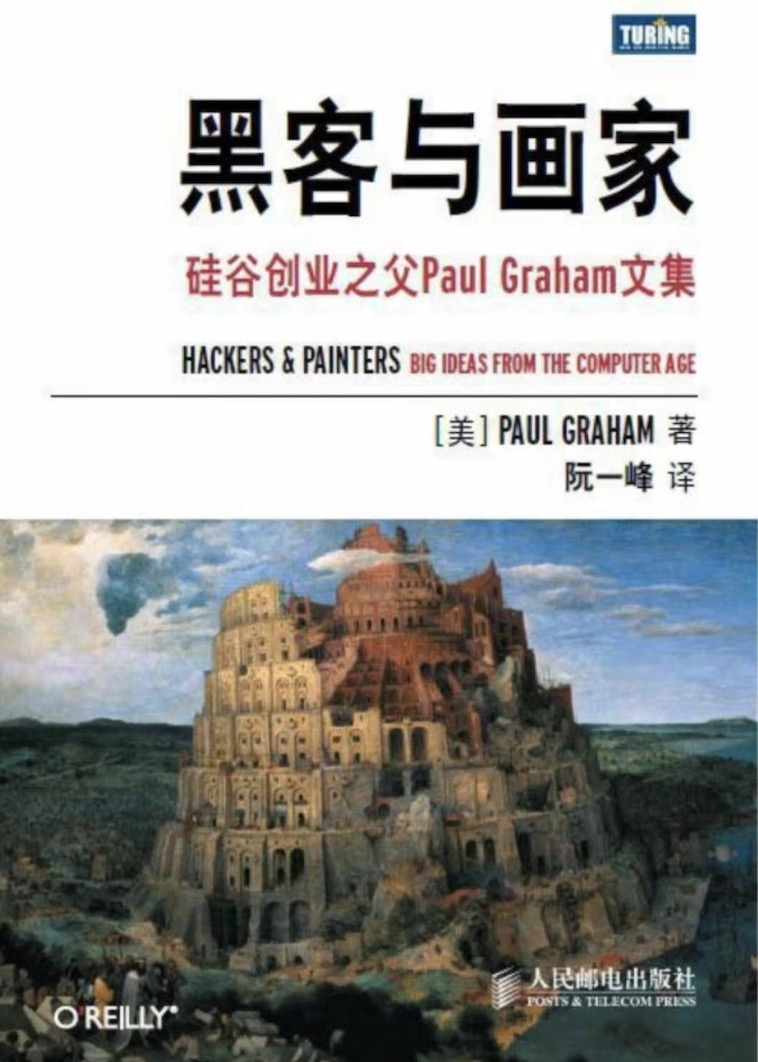 TURING
黑客与画家
硅谷创业之父Paul Graham文集
HACKERS & PAINTERS BIG IDEAS FROM THE COMPUTER AGE
[美] PAUL GRAHAM 著
阮一峰 译
O'REILLY®
人民邮电出版社
POSTS & TELECOM PRESS